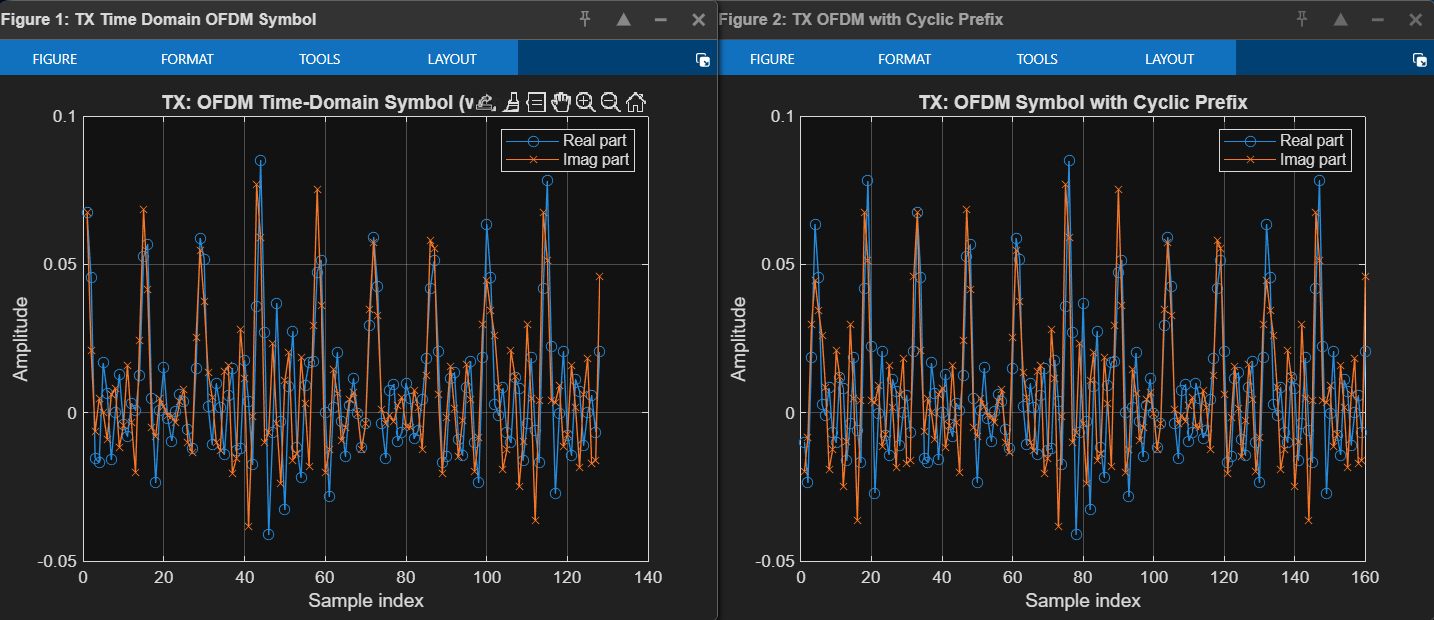 Figure 1: TX Time Domain OFDM Symbol
FIGURE FORMAT TOOLS LAYOUT
TX: OFDM Time-Domain Symbol
Real part
Imag part
0.1
0.05
0
-0.05
Amplitude
0 20 40 60 80 100 120 140
Sample index
Figure 2: TX OFDM with Cyclic Prefix
FIGURE FORMAT TOOLS LAYOUT
TX: OFDM Symbol with Cyclic Prefix
Real part
Imag part
0.1
0.05
0
-0.05
Amplitude
0 20 40 60 80 100 120 140 160
Sample index